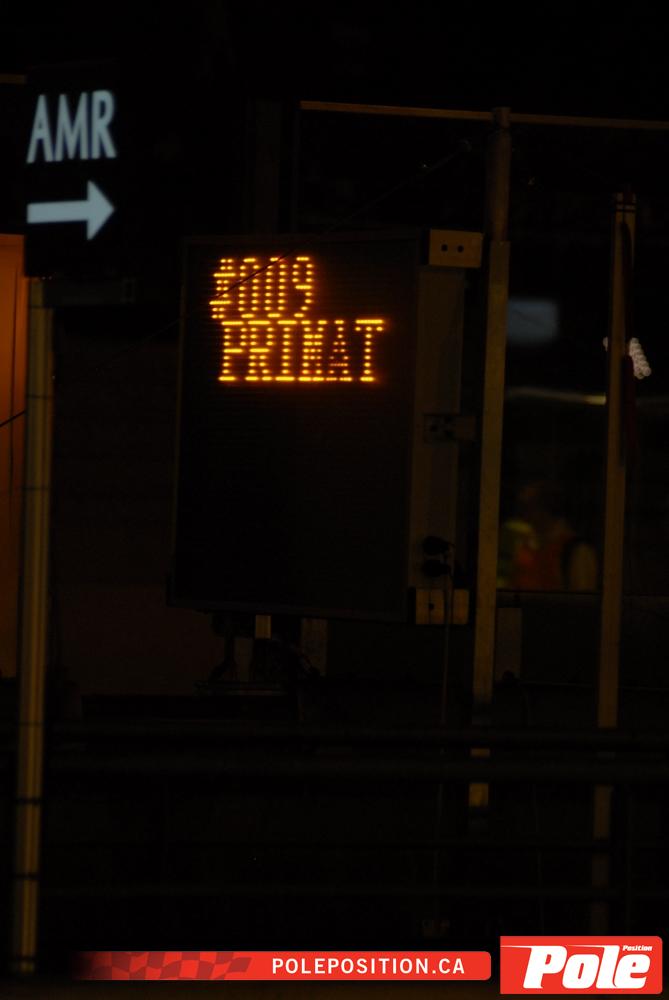 AMR
#009
PRIMAT
POLEPOSITION.CA
Pole Position